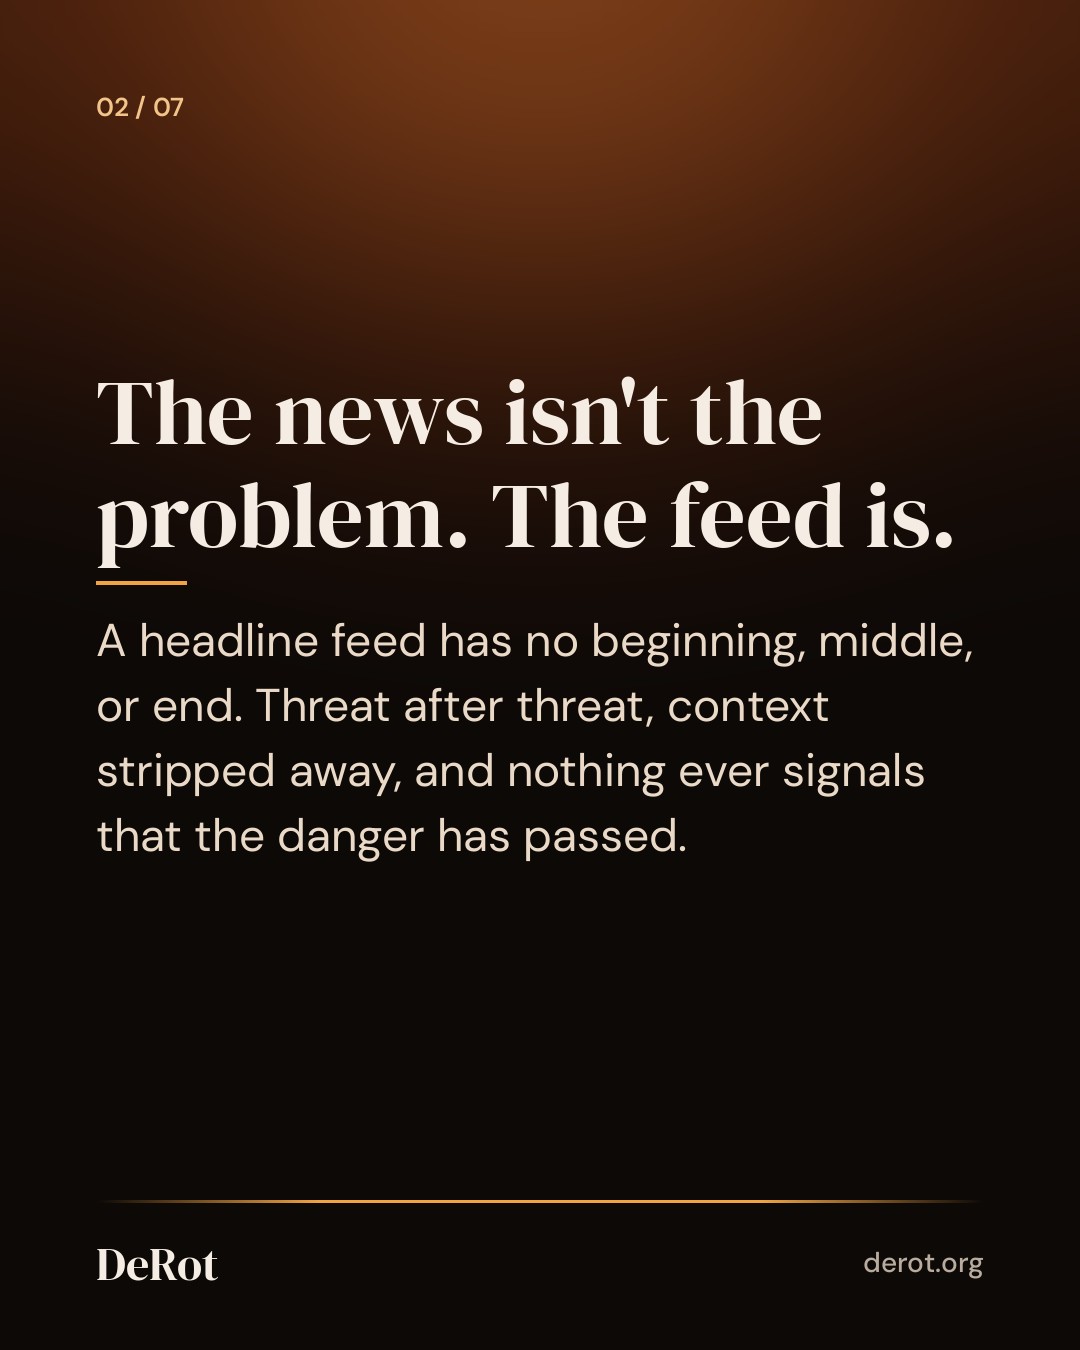 02 / 07
The news isn't the
problem. The feed is.
A headline feed has no beginning, middle,
or end. Threat after threat, context
stripped away, and nothing ever signals
that the danger has passed.
DeRot
derot.org